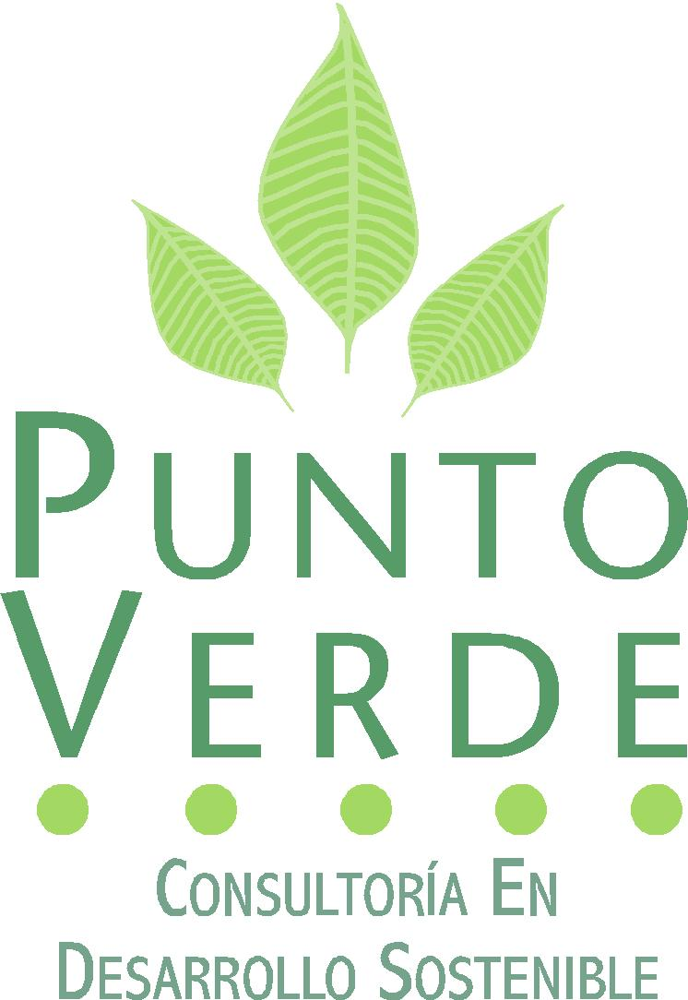 PUNTO
VERDE
CONSULTORÍA EN
DESARROLLO SOSTENIBLE